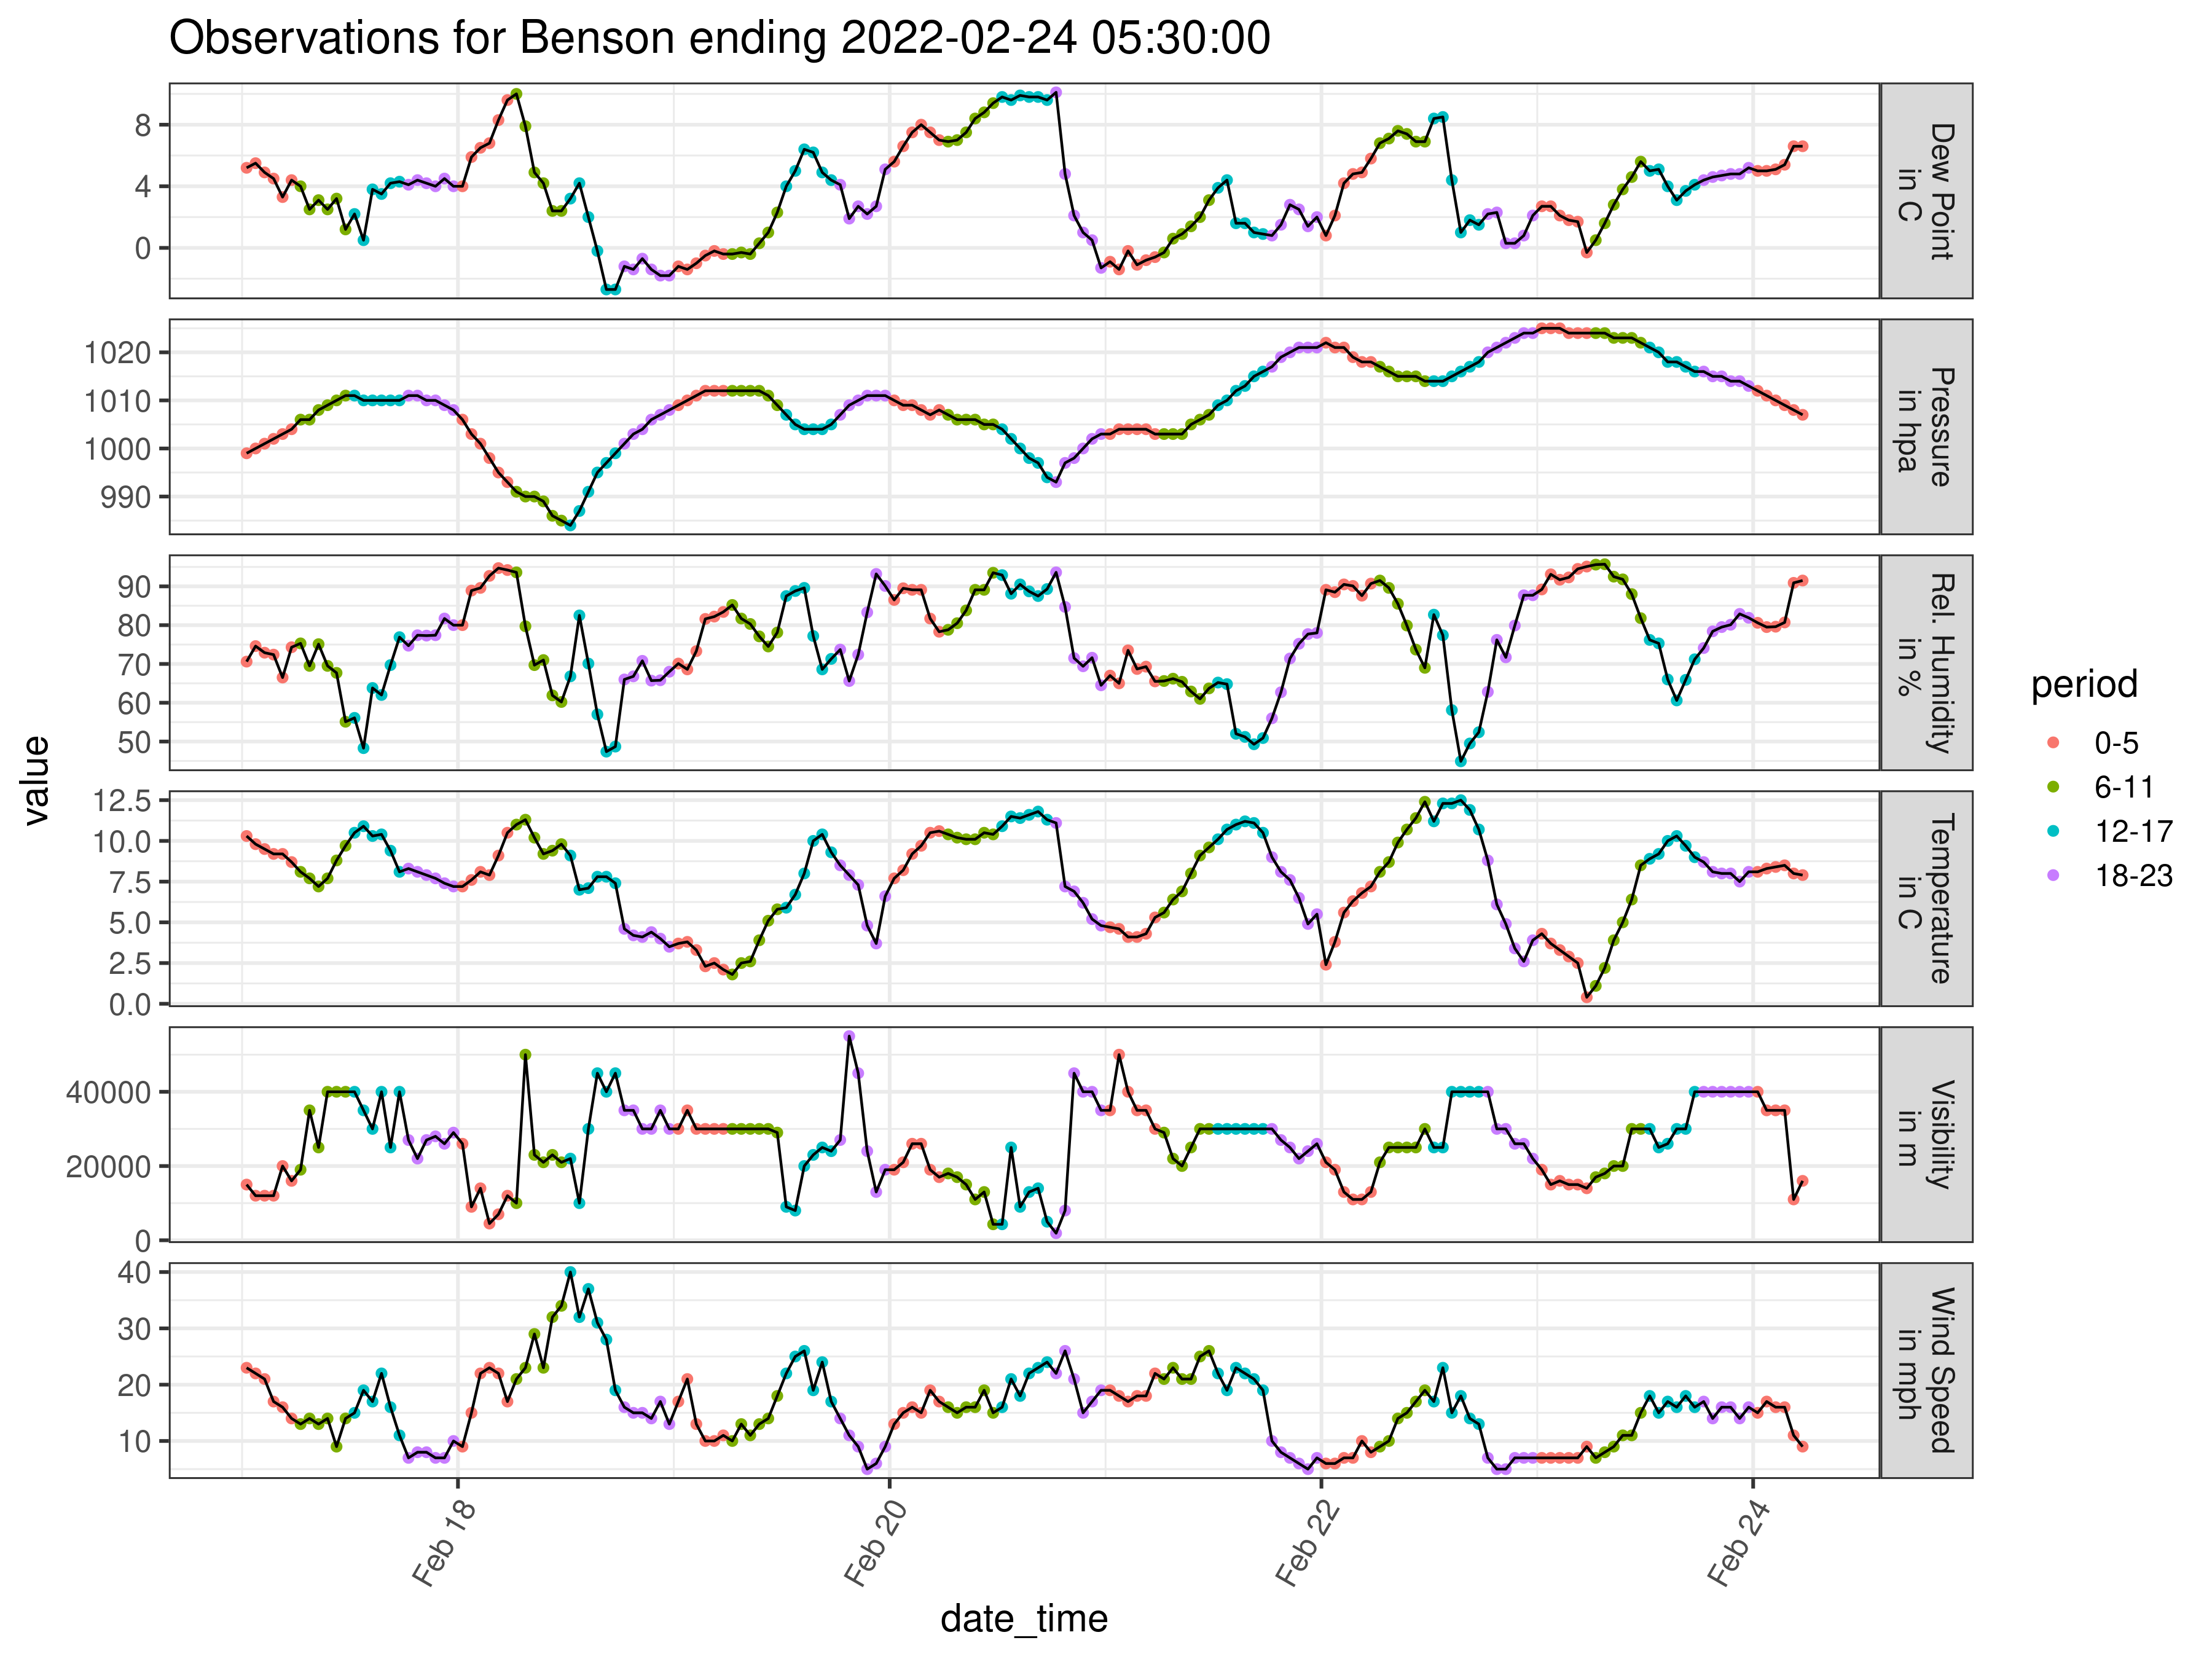 Observations for Benson ending 2022-02-24 05:30:00
value
8
4
0
Dew Point
in C
1020
1010
1000
990
Pressure
in hpa
90
80
70
60
50
Rel. Humidity
in %
12.5
10.0
7.5
5.0
2.5
0.0
Temperature
in C
40000
20000
0
Visibility
in m
40
30
20
10
Wind Speed
in mph
Feb 18
Feb 20
Feb 22
Feb 24
date_time
period
0-5
6-11
12-17
18-23